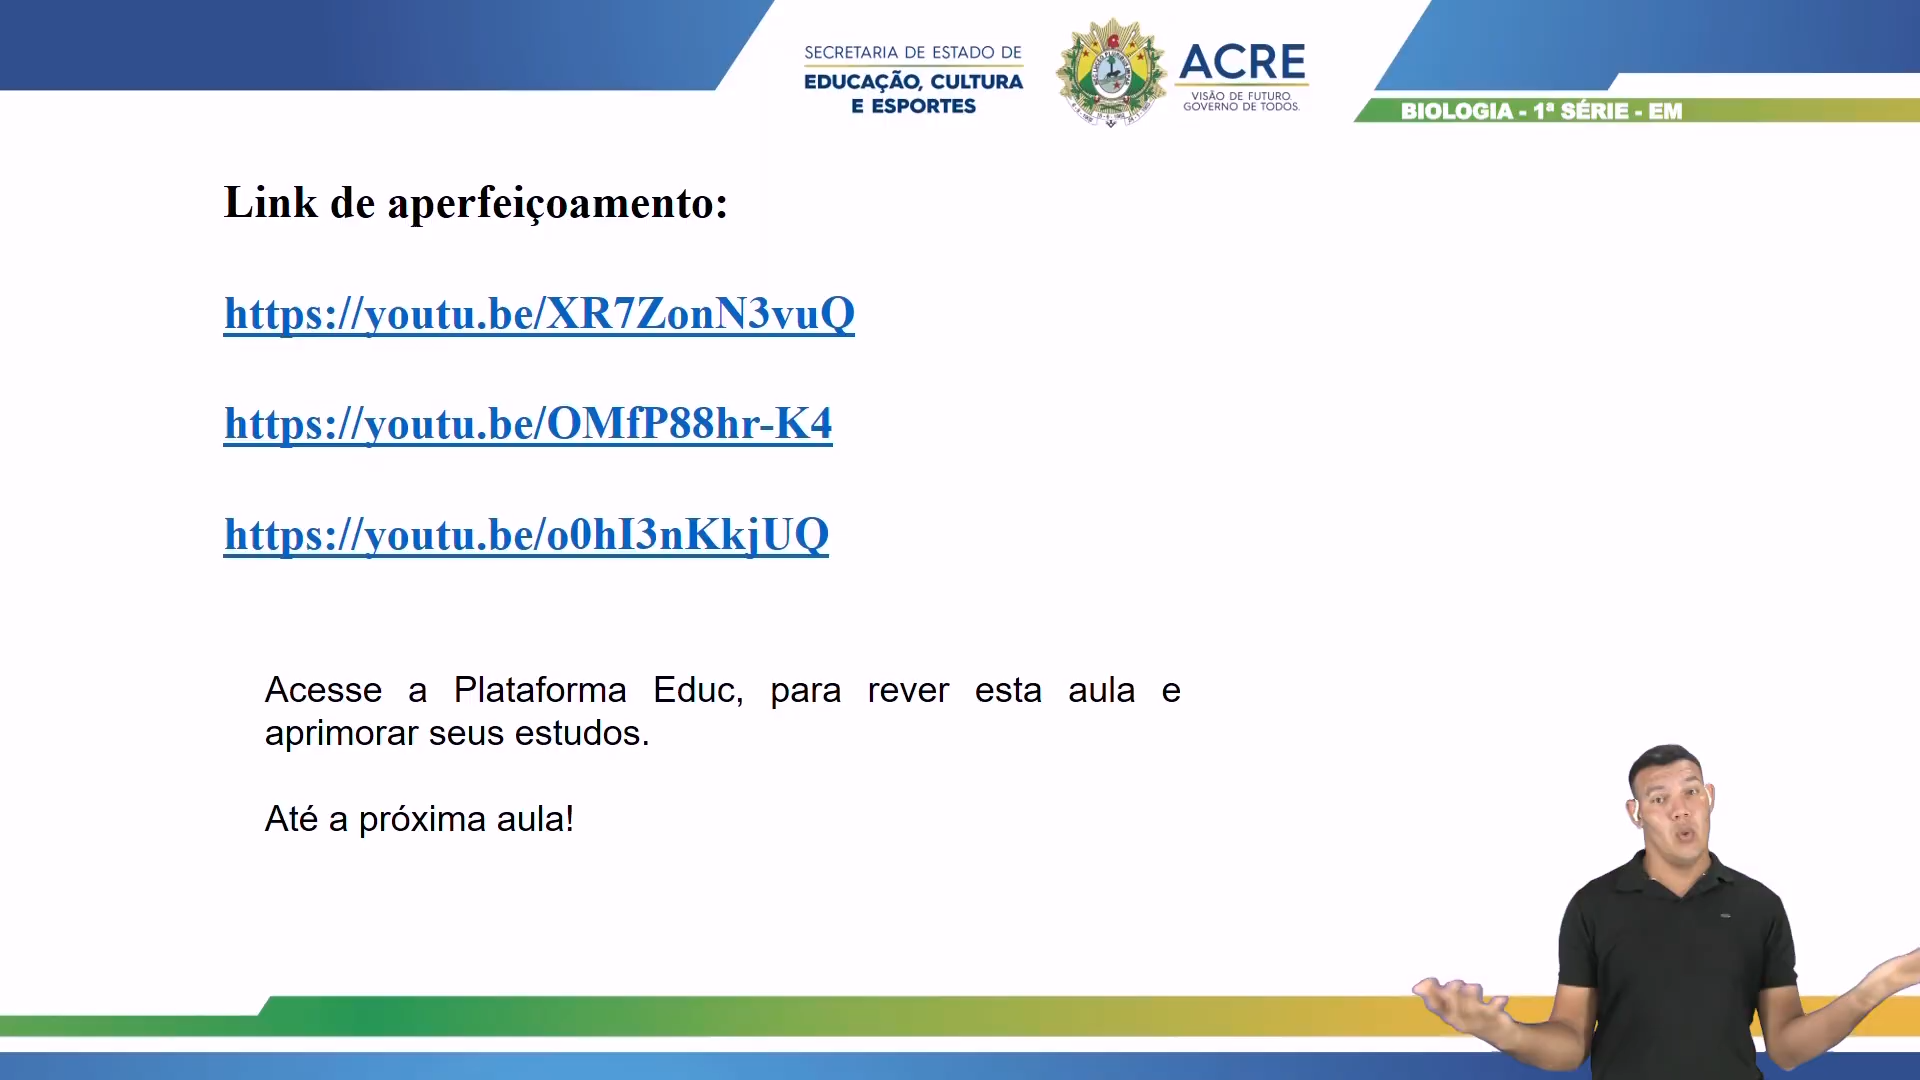 SECRETARIA DE ESTADO DE
EDUCAÇÃO, CULTURA
E ESPORTES
ACRE
VISÃO DE FUTURO.
GOVERNO DE TODOS.
BIOLOGIA - 1ª SÉRIE - EM
Link de aperfeiçoamento:
https://youtu.be/XR7ZonN3vuQ
https://youtu.be/OMfP88hr-K4
https://youtu.be/o0hI3nKkjUQ
Acesse a Plataforma Educ, para rever esta aula e
aprimorar seus estudos.
Até a próxima aula!